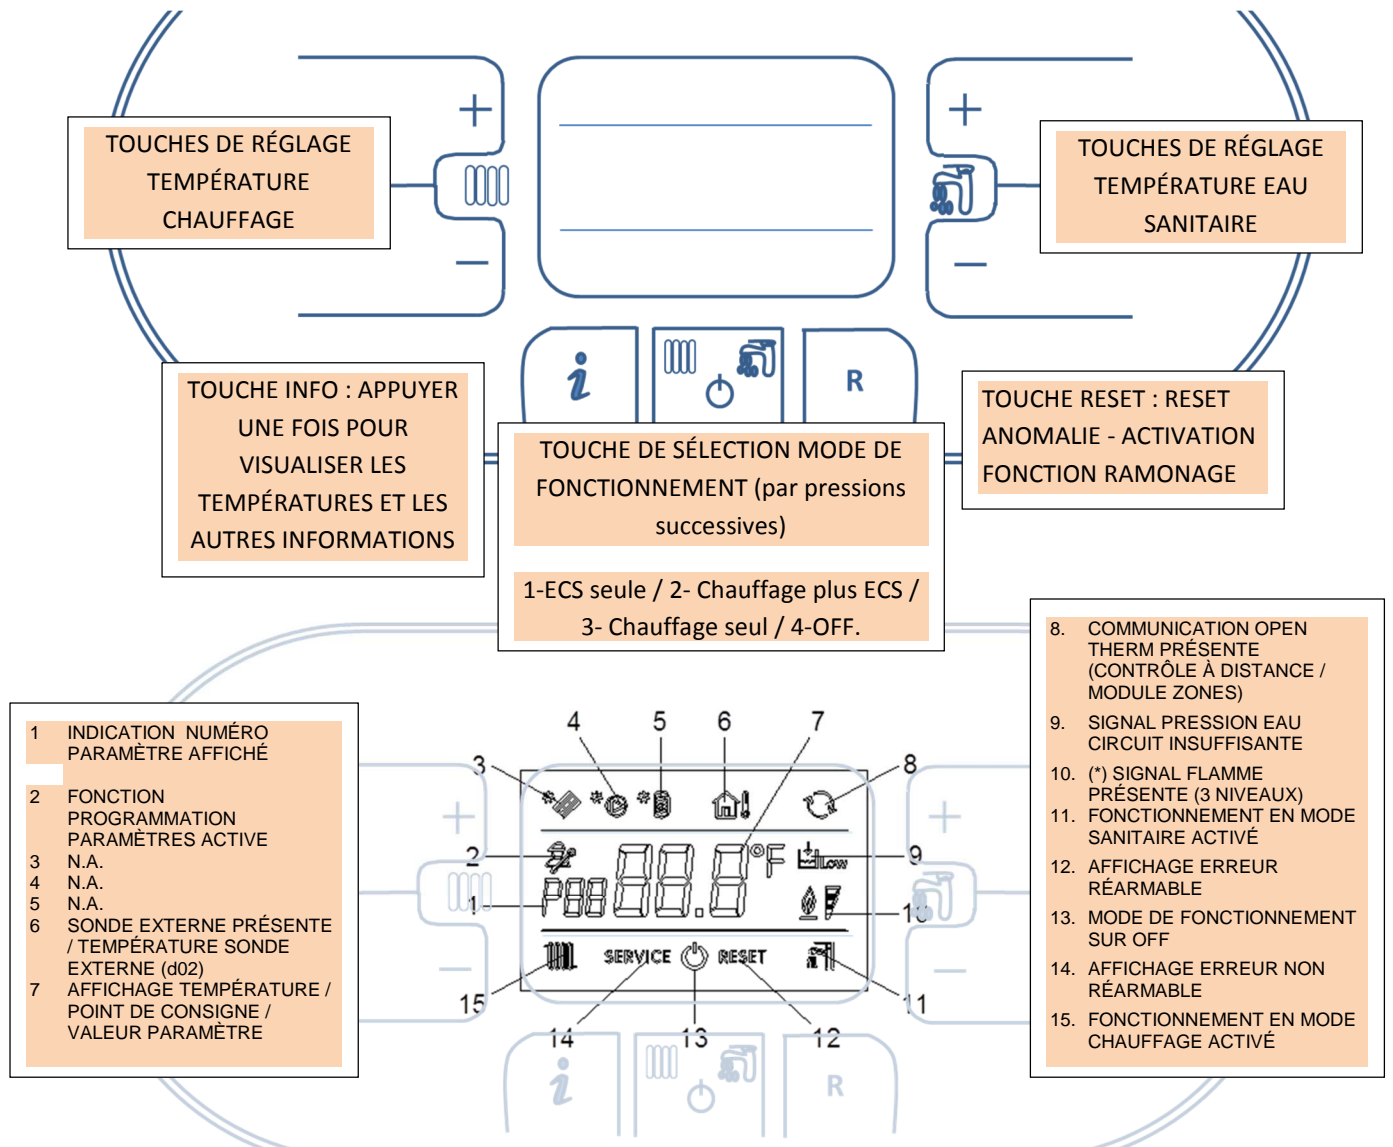 +
+
TOUCHES DE RÉGLAGE
TEMPÉRATURE
CHAUFFAGE
TOUCHES DE RÉGLAGE
TEMPÉRATURE EAU
SANITAIRE
−
−
i
R
TOUCHE INFO : APPUYER
UNE FOIS POUR
VISUALISER LES
TEMPÉRATURES ET LES
AUTRES INFORMATIONS
TOUCHE DE SÉLECTION MODE DE
FONCTIONNEMENT (par pressions
successives)
1-ECS seule / 2- Chauffage plus ECS /
3- Chauffage seul / 4-OFF.
TOUCHE RESET : RESET
ANOMALIE - ACTIVATION
FONCTION RAMONAGE
1 INDICATION NUMÉRO
PARAMÈTRE AFFICHÉ
2 FONCTION
PROGRAMMATION
PARAMÈTRES ACTIVE
3 N.A.
4 N.A.
5 N.A.
6 SONDE EXTERNE PRÉSENTE
/ TEMPÉRATURE SONDE
EXTERNE (d02)
7 AFFICHAGE TEMPÉRATURE /
POINT DE CONSIGNE /
VALEUR PARAMÈTRE
4 5 6 7
3 8
+ +
2 88.8°F Low 9
1 P88 10
SERVICE RESET
− −
15 11
14 13 12
i R
8. COMMUNICATION OPEN
THERM PRÉSENTE
(CONTRÔLE À DISTANCE /
MODULE ZONES)
9. SIGNAL PRESSION EAU
CIRCUIT INSUFFISANTE
10. (*) SIGNAL FLAMME
PRÉSENTE (3 NIVEAUX)
11. FONCTIONNEMENT EN MODE
SANITAIRE ACTIVÉ
12. AFFICHAGE ERREUR
RÉARMABLE
13. MODE DE FONCTIONNEMENT
SUR OFF
14. AFFICHAGE ERREUR NON
RÉARMABLE
15. FONCTIONNEMENT EN MODE
CHAUFFAGE ACTIVÉ